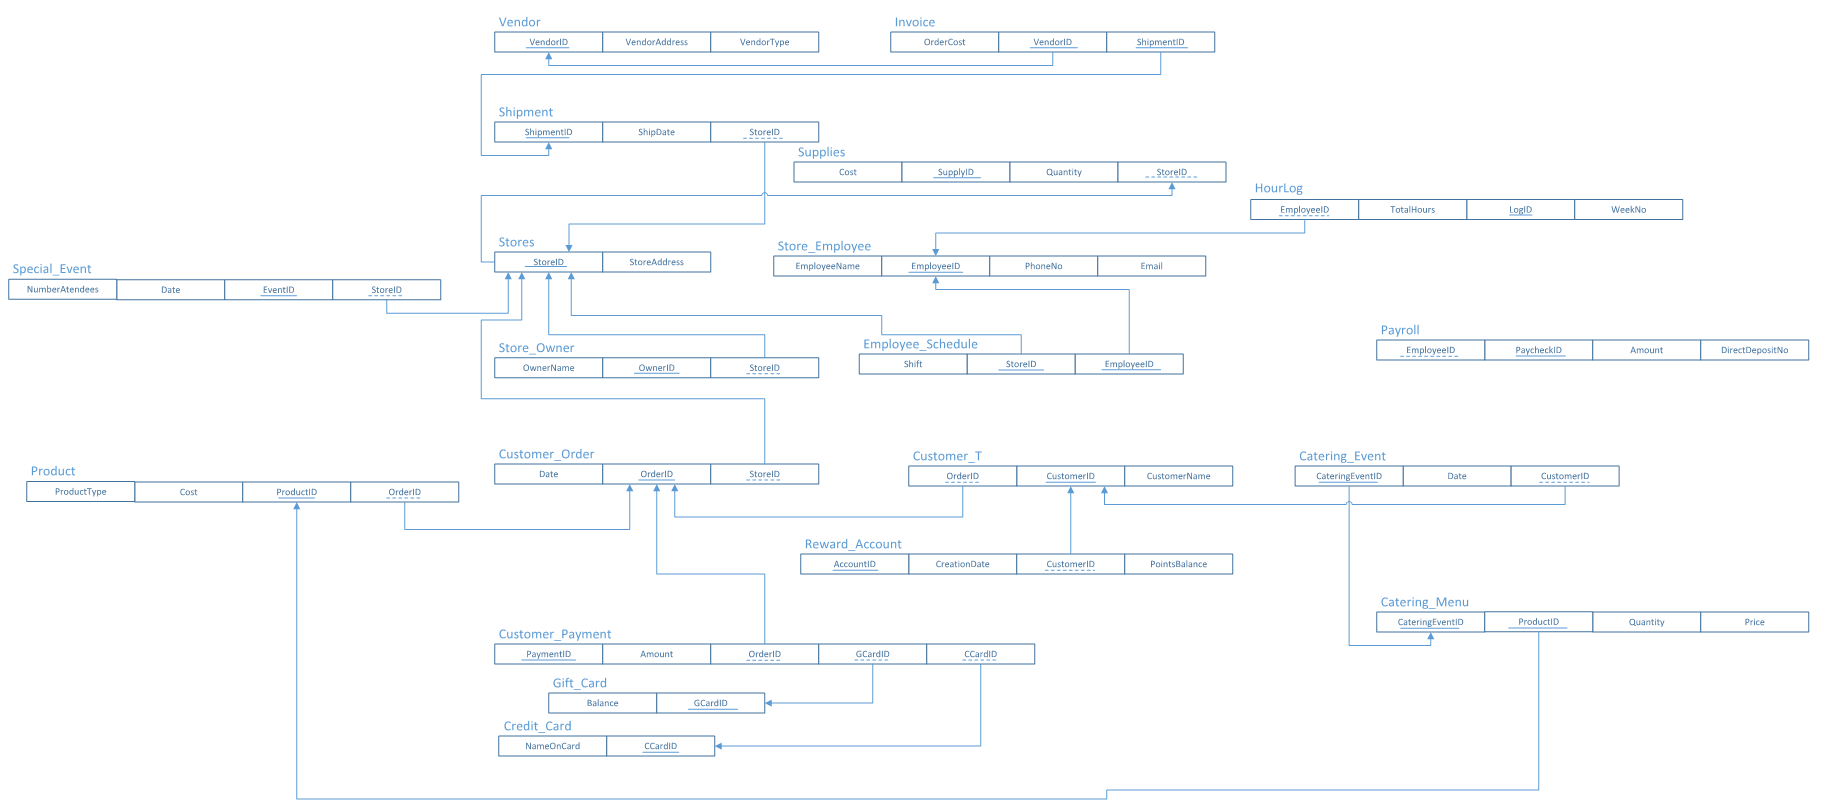 Vendor
VendorID VendorAddress VendorType
Invoice
OrderCost VendorID ShipmentID
Shipment
ShipmentID ShipDate StoreID
Supplies
Cost SupplyID Quantity StoreID
HourLog
EmployeeID TotalHours LogID WeekNo
Stores
StoreID StoreAddress
Store_Employee
EmployeeName EmployeeID PhoneNo Email
Special_Event
NumberAtendees Date EventID StoreID
Store_Owner
OwnerName OwnerID StoreID
Employee_Schedule
Shift StoreID EmployeeID
Payroll
EmployeeID PaycheckID Amount DirectDepositNo
Customer_Order
Date OrderID StoreID
Customer_T
OrderID CustomerID CustomerName
Catering_Event
CateringEventID Date CustomerID
Product
ProductType Cost ProductID OrderID
Reward_Account
AccountID CreationDate CustomerID PointsBalance
Catering_Menu
CateringEventID ProductID Quantity Price
Customer_Payment
PaymentID Amount OrderID GCardID CCardID
Gift_Card
Balance GCardID
Credit_Card
NameOnCard CCardID